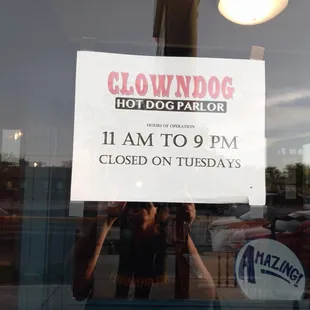 CLOWNDOG
HOT DOG PARLOR
HOURS OF OPERATION
11 AM TO 9 PM
CLOSED ON TUESDAYS
AMAZING!